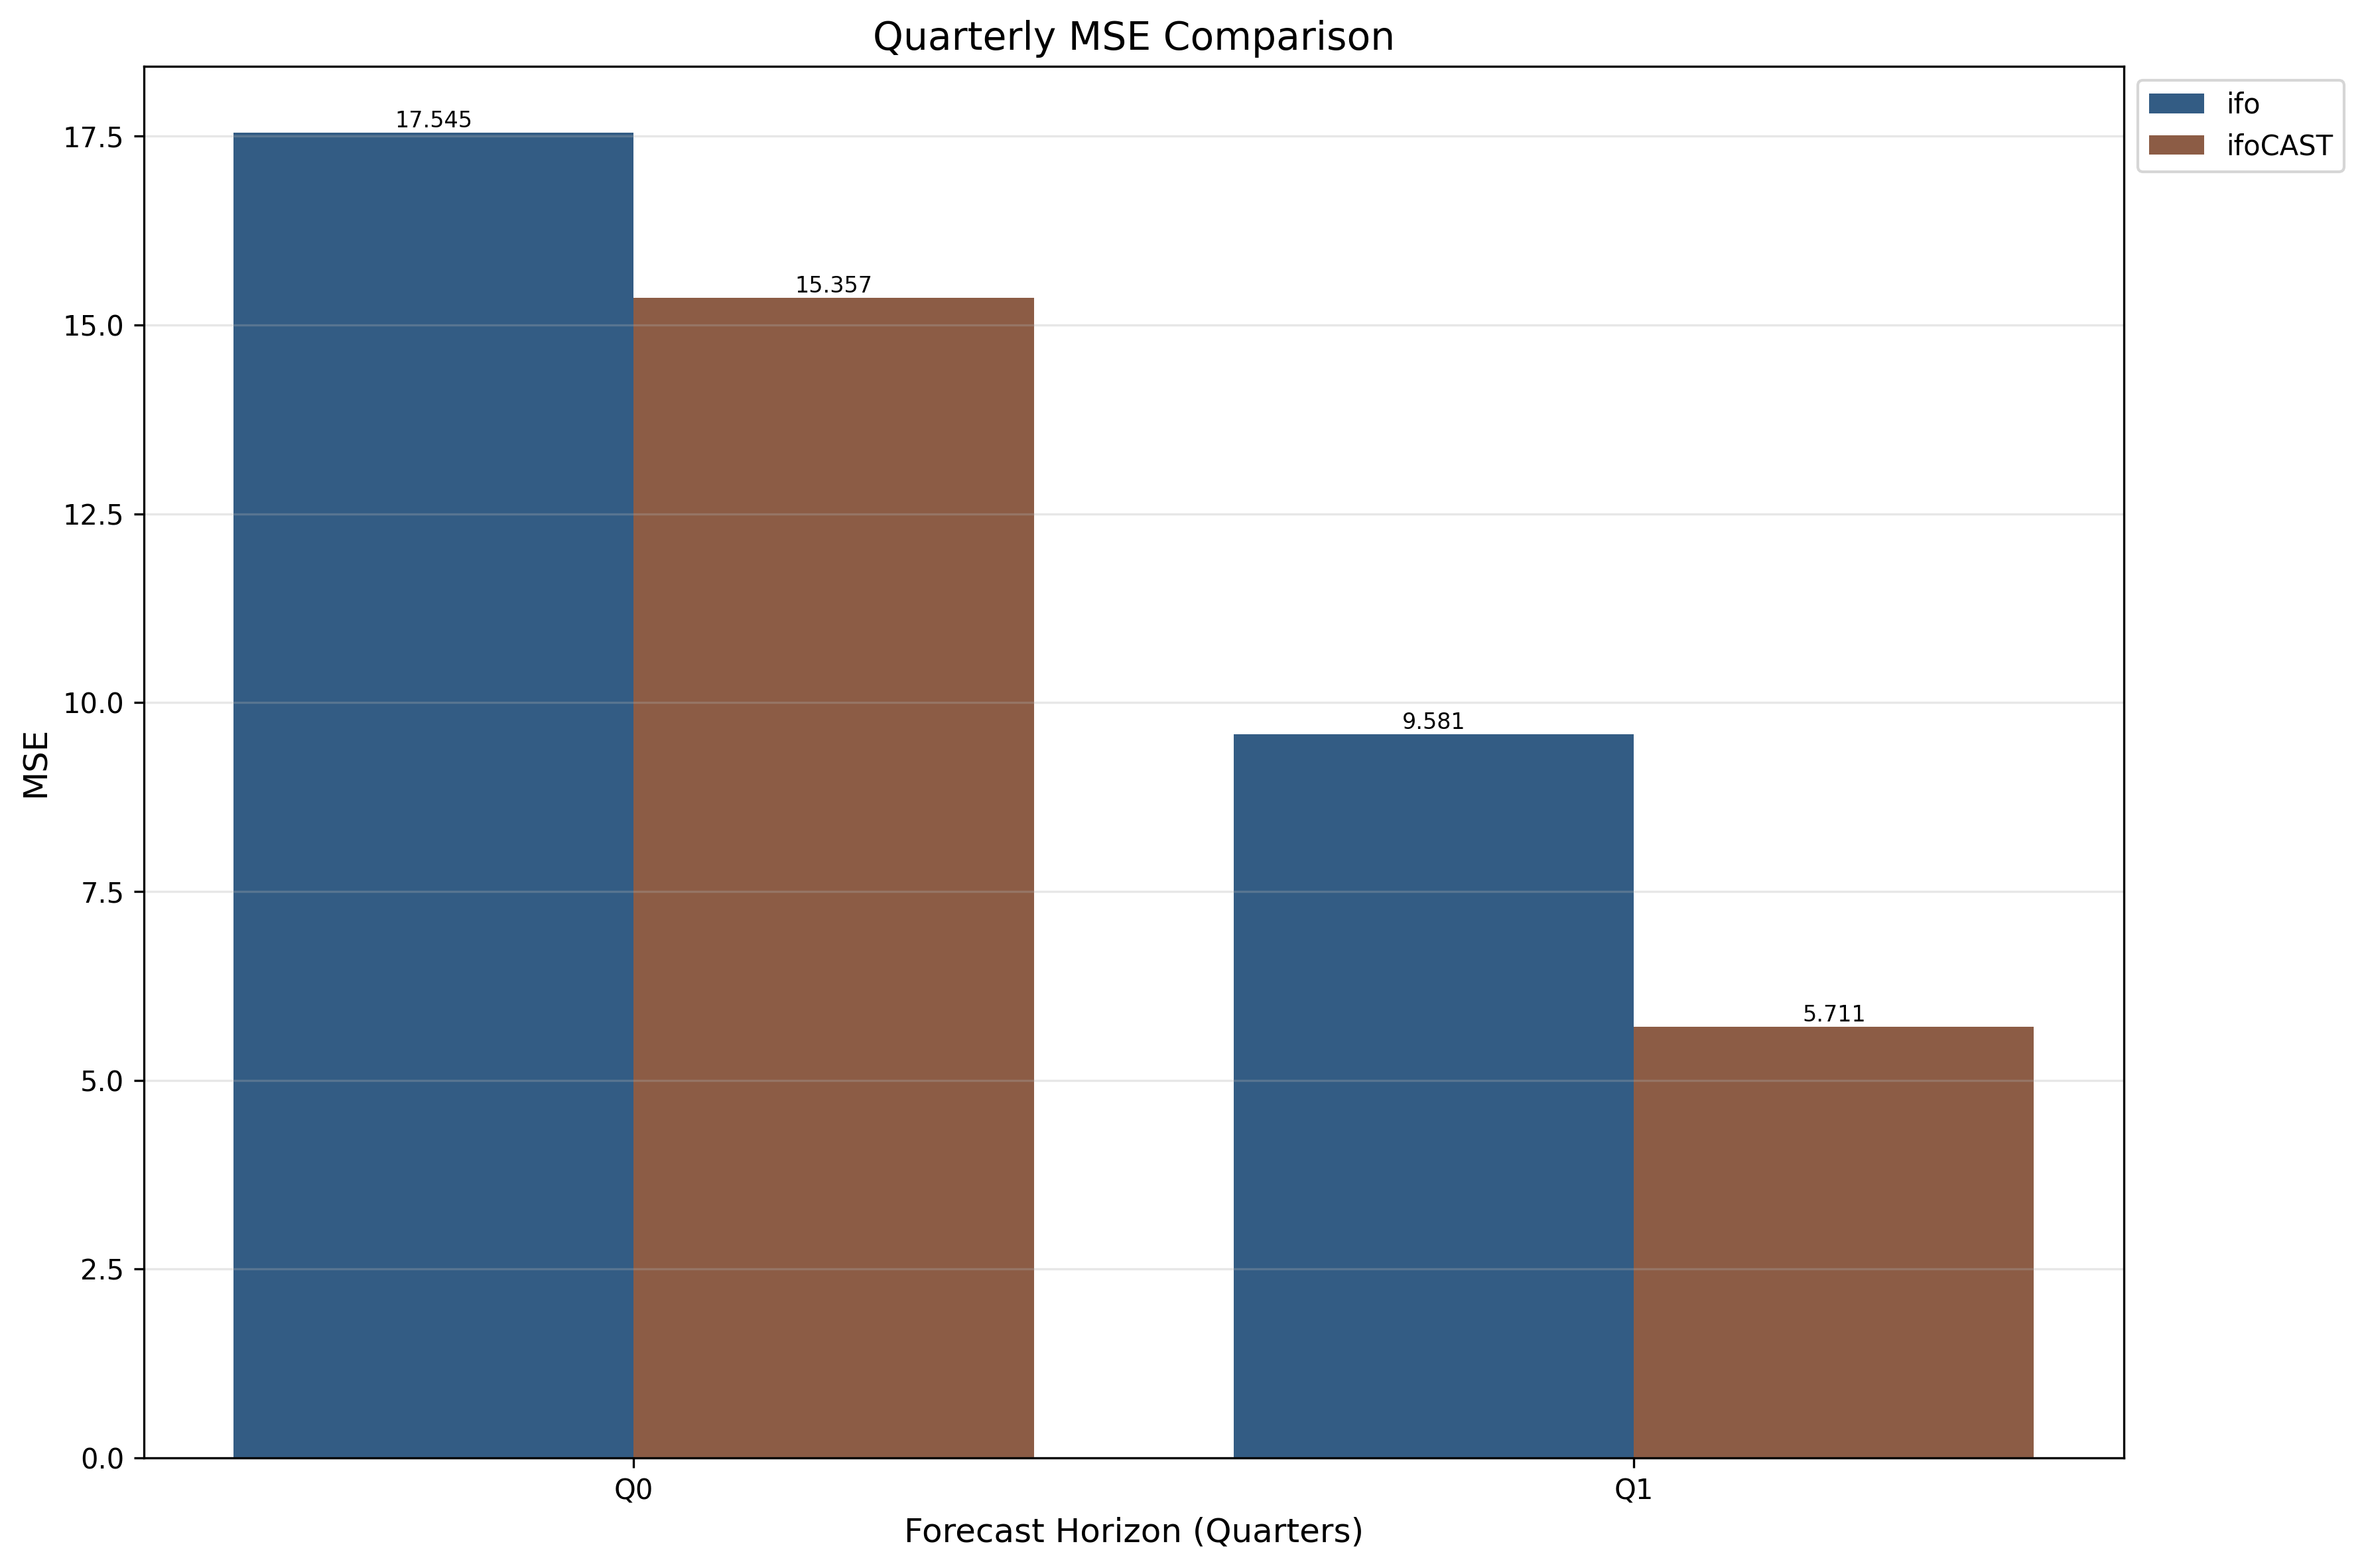 Quarterly MSE Comparison
ifo
ifoCAST
17.545
15.357
9.581
5.711
17.5
15.0
12.5
10.0
7.5
5.0
2.5
0.0
MSE
Q0
Q1
Forecast Horizon (Quarters)